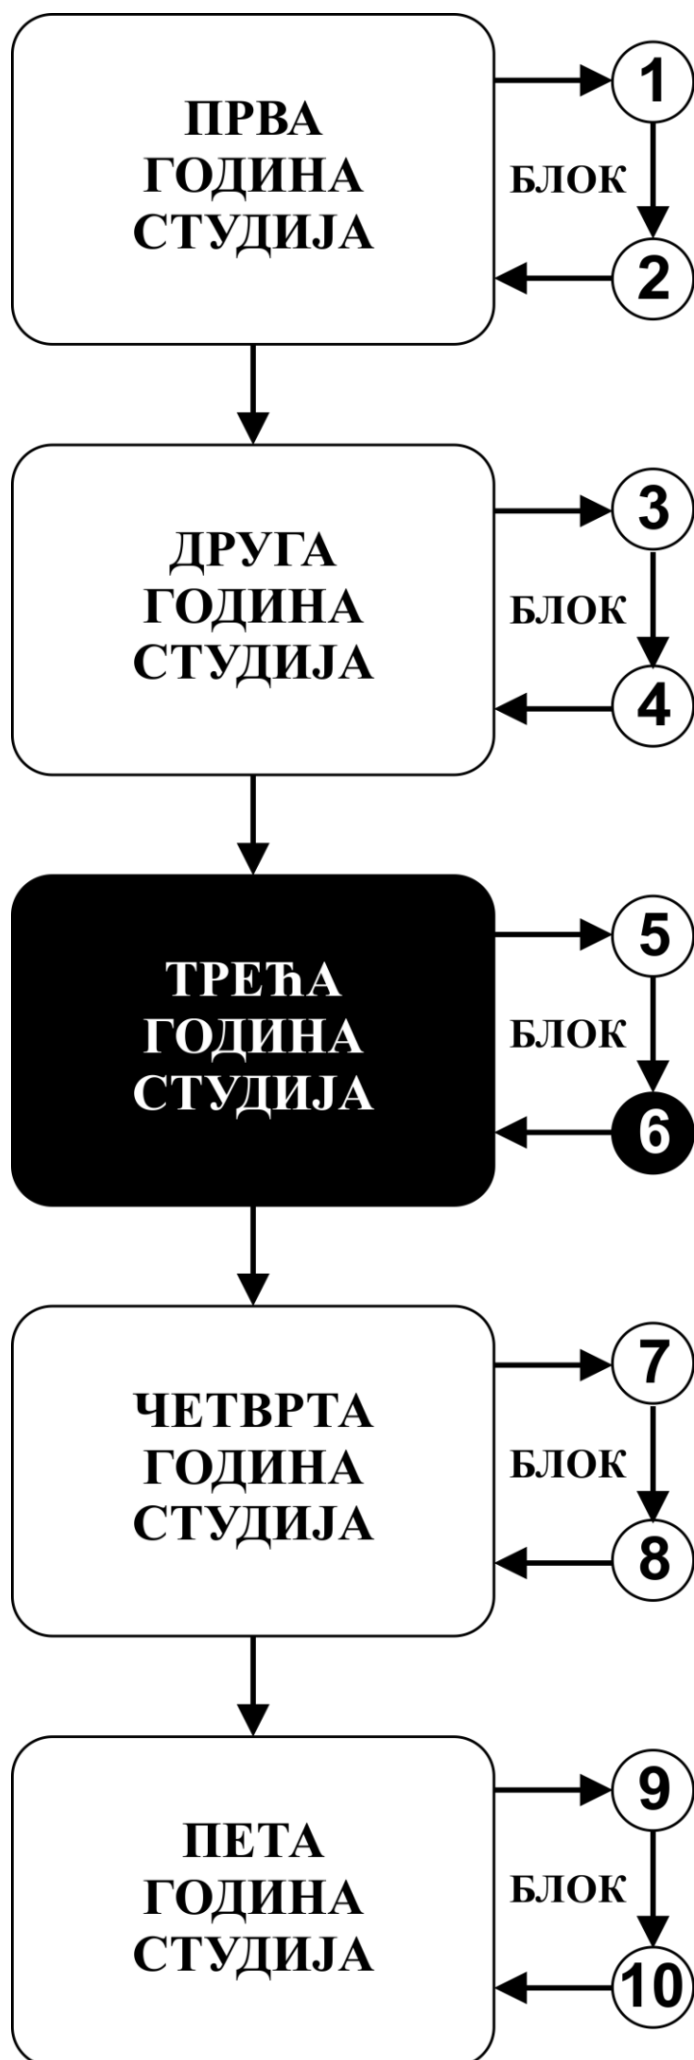 ПРВА
ГОДИНА
СТУДИЈА
1
БЛОК
2
ДРУГА
ГОДИНА
СТУДИЈА
3
БЛОК
4
ТРЕЋА
ГОДИНА
СТУДИЈА
5
БЛОК
6
ЧЕТВРТА
ГОДИНА
СТУДИЈА
7
БЛОК
8
ПЕТА
ГОДИНА
СТУДИЈА
9
БЛОК
10